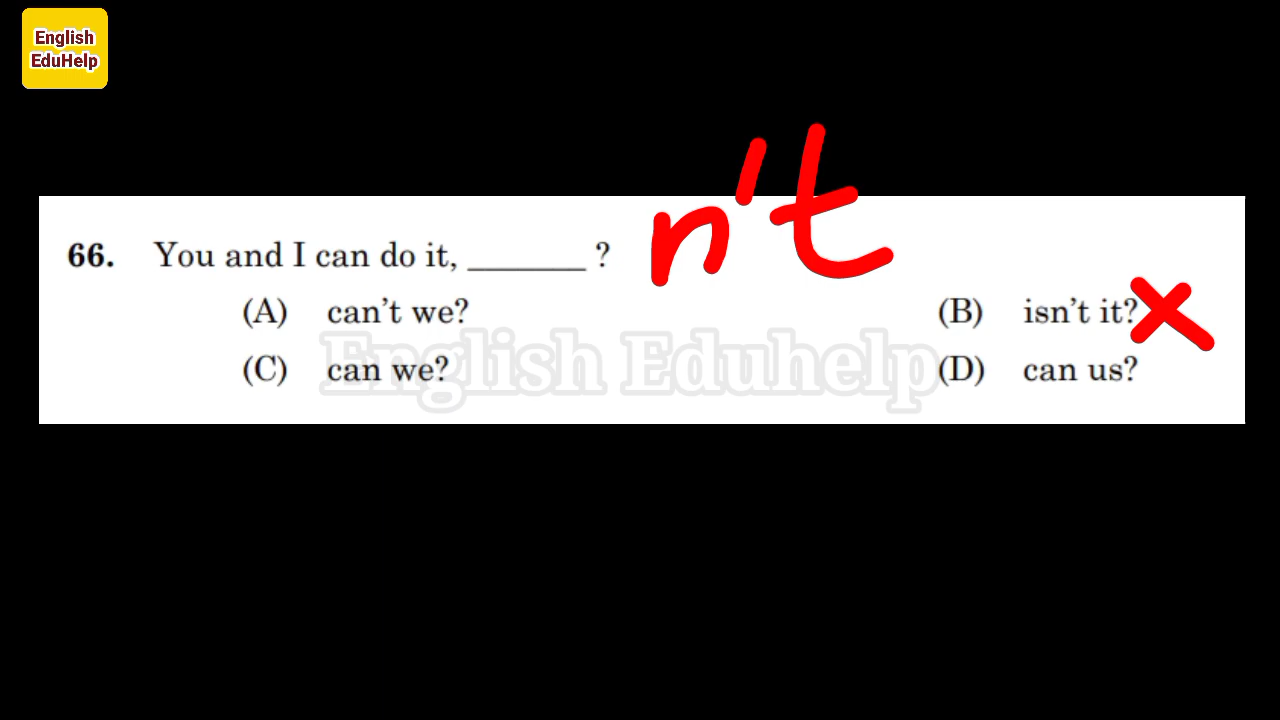 English
EduHelp
n't
66. You and I can do it, _______ ?
(A) can't we? (B) isn't it?
English Eduhelp
(C) can we? (D) can us?